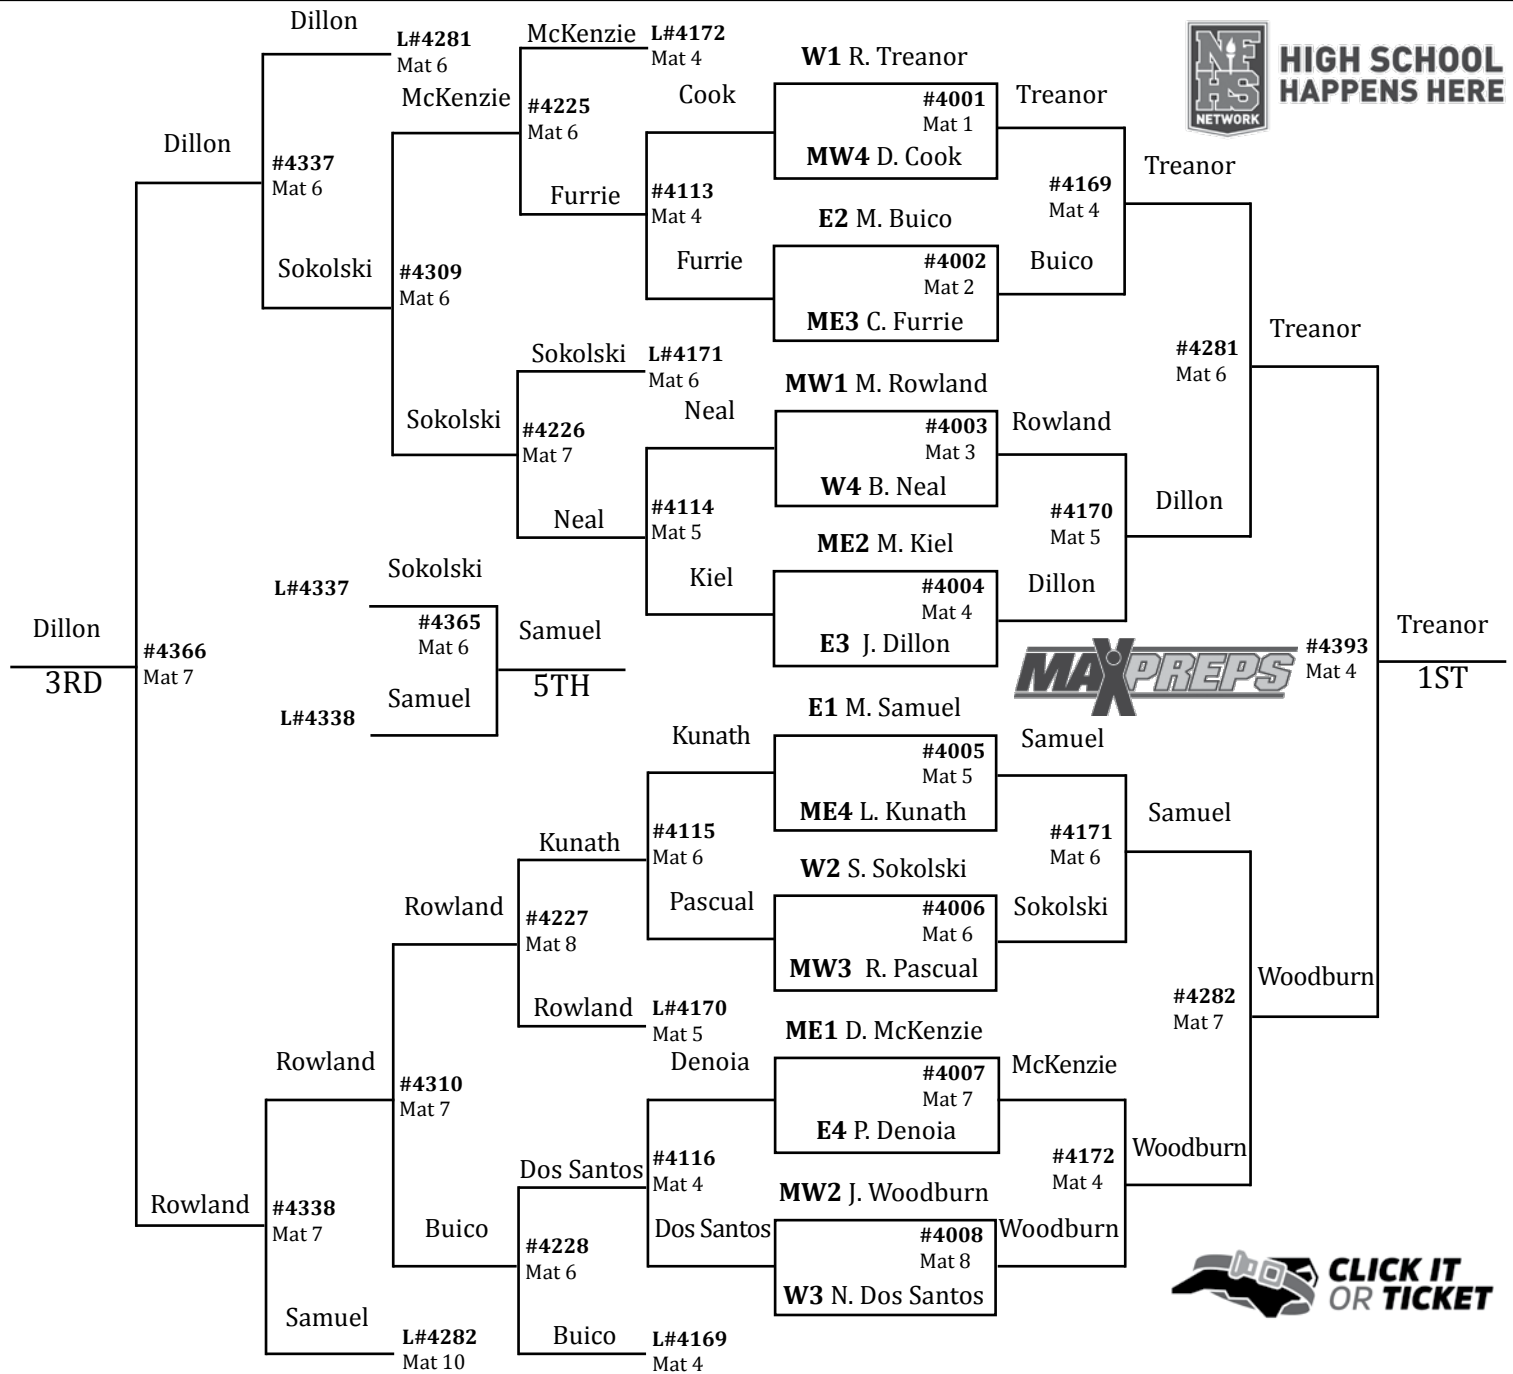 Dillon
L#4281
Mat 6
McKenzie
L#4172
Mat 4
W1 R. Treanor
NFHS
NETWORK
HIGH SCHOOL
HAPPENS HERE
McKenzie
#4225
Mat 6
Cook
#4001
Mat 1
Treanor
Dillon
#4337
Mat 6
MW4 D. Cook
Treanor
Furrie
#4113
Mat 4
#4169
Mat 4
E2 M. Buico
Sokolski
#4309
Mat 6
Furrie
#4002
Mat 2
Buico
ME3 C. Furrie
Treanor
Sokolski
L#4171
Mat 6
#4281
Mat 6
MW1 M. Rowland
Neal
Sokolski
#4226
Mat 7
#4003
Mat 3
Rowland
W4 B. Neal
Dillon
Neal
#4114
Mat 5
#4170
Mat 5
ME2 M. Kiel
Sokolski
L#4337
Kiel
#4004
Mat 4
Dillon
Dillon
3RD
#4366
Mat 7
#4365
Mat 6
Samuel
5TH
E3 J. Dillon
MAXPREPS
#4393
Mat 4
Treanor
1ST
Samuel
L#4338
E1 M. Samuel
Kunath
#4005
Mat 5
Samuel
ME4 L. Kunath
Samuel
Kunath
#4115
Mat 6
#4171
Mat 6
W2 S. Sokolski
Rowland
#4227
Mat 8
Pascual
#4006
Mat 6
Sokolski
MW3 R. Pascual
Woodburn
Rowland
L#4170
Mat 5
#4282
Mat 7
ME1 D. McKenzie
Rowland
#4310
Mat 7
Denoia
#4007
Mat 7
McKenzie
E4 P. Denoia
Woodburn
Dos Santos
#4116
Mat 4
#4172
Mat 4
MW2 J. Woodburn
Rowland
#4338
Mat 7
Buico
#4228
Mat 6
Dos Santos
#4008
Mat 8
Woodburn
W3 N. Dos Santos
CLICK IT
OR TICKET
Samuel
L#4282
Mat 10
Buico
L#4169
Mat 4